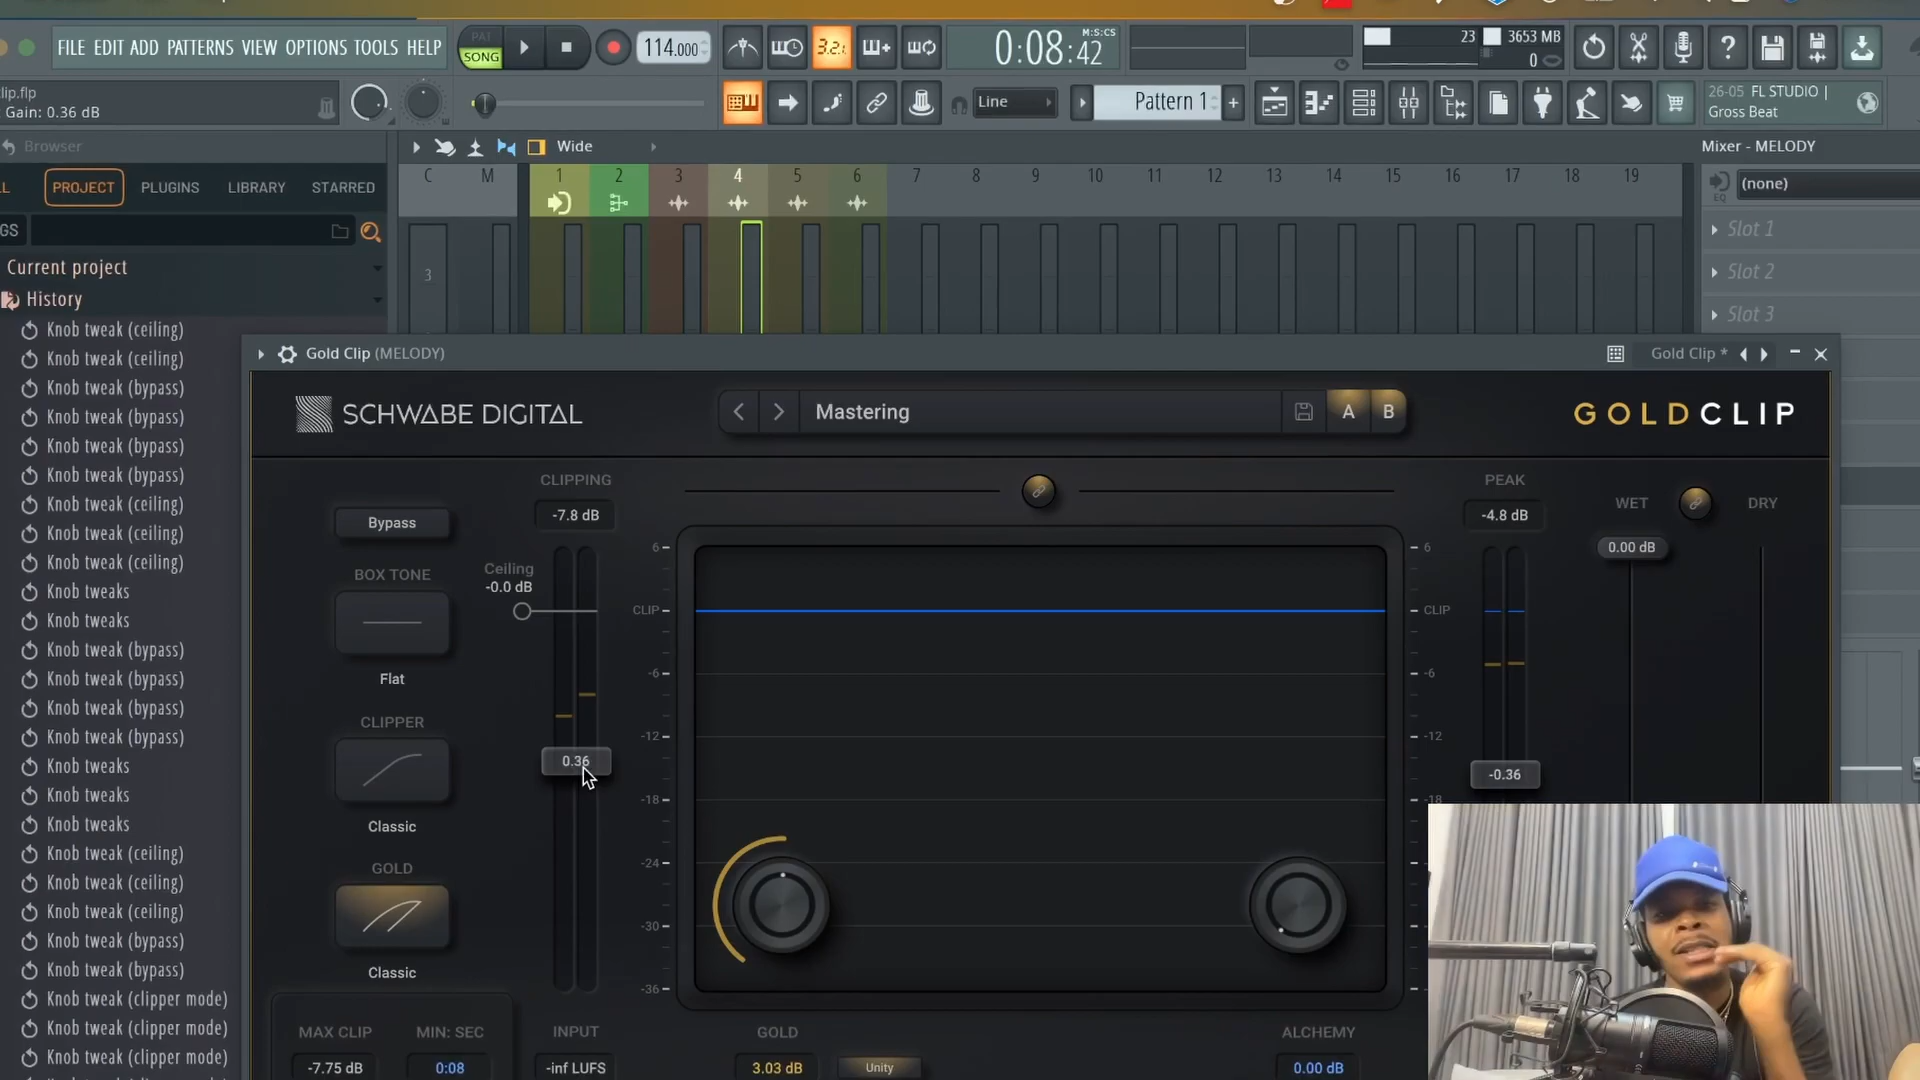 FILE EDIT ADD PATTERNS VIEW OPTIONS TOOLS HELP
PAT
SONG
114.000
3.2.
0:08:42
M:S:CS
23
3653 MB
0
lip.flp
Gain: 0.36 dB
Line
Pattern 1
26-05 FL STUDIO |
Gross Beat
Browser
PROJECT
PLUGINS
LIBRARY
STARRED
GS
Current project
History
Knob tweak (ceiling)
Knob tweak (ceiling)
Knob tweak (bypass)
Knob tweak (bypass)
Knob tweak (bypass)
Knob tweak (bypass)
Knob tweak (ceiling)
Knob tweak (ceiling)
Knob tweak (ceiling)
Knob tweaks
Knob tweaks
Knob tweak (bypass)
Knob tweak (bypass)
Knob tweak (bypass)
Knob tweak (bypass)
Knob tweaks
Knob tweaks
Knob tweaks
Knob tweak (ceiling)
Knob tweak (ceiling)
Knob tweak (ceiling)
Knob tweak (bypass)
Knob tweak (bypass)
Knob tweak (clipper mode)
Knob tweak (clipper mode)
Knob tweak (clipper mode)
Wide
C M 1 2 3 4 5 6 7 8 9 10 11 12 13 14 15 16 17 18 19
3
Mixer - MELODY
EQ
(none)
Slot 1
Slot 2
Slot 3
Gold Clip (MELODY)
Gold Clip *
SCHWABE DIGITAL
Mastering
A B
GOLDCLIP
Bypass
BOX TONE
Flat
CLIPPER
Classic
GOLD
Classic
CLIPPING
-7.8 dB
Ceiling
-0.0 dB
0.36
6
CLIP
-6
-12
-18
-24
-30
-36
6
CLIP
-6
-12
-18
PEAK
-4.8 dB
-0.36
WET
DRY
0.00 dB
MAX CLIP
-7.75 dB
MIN: SEC
0:08
INPUT
-inf LUFS
GOLD
3.03 dB
Unity
ALCHEMY
0.00 dB